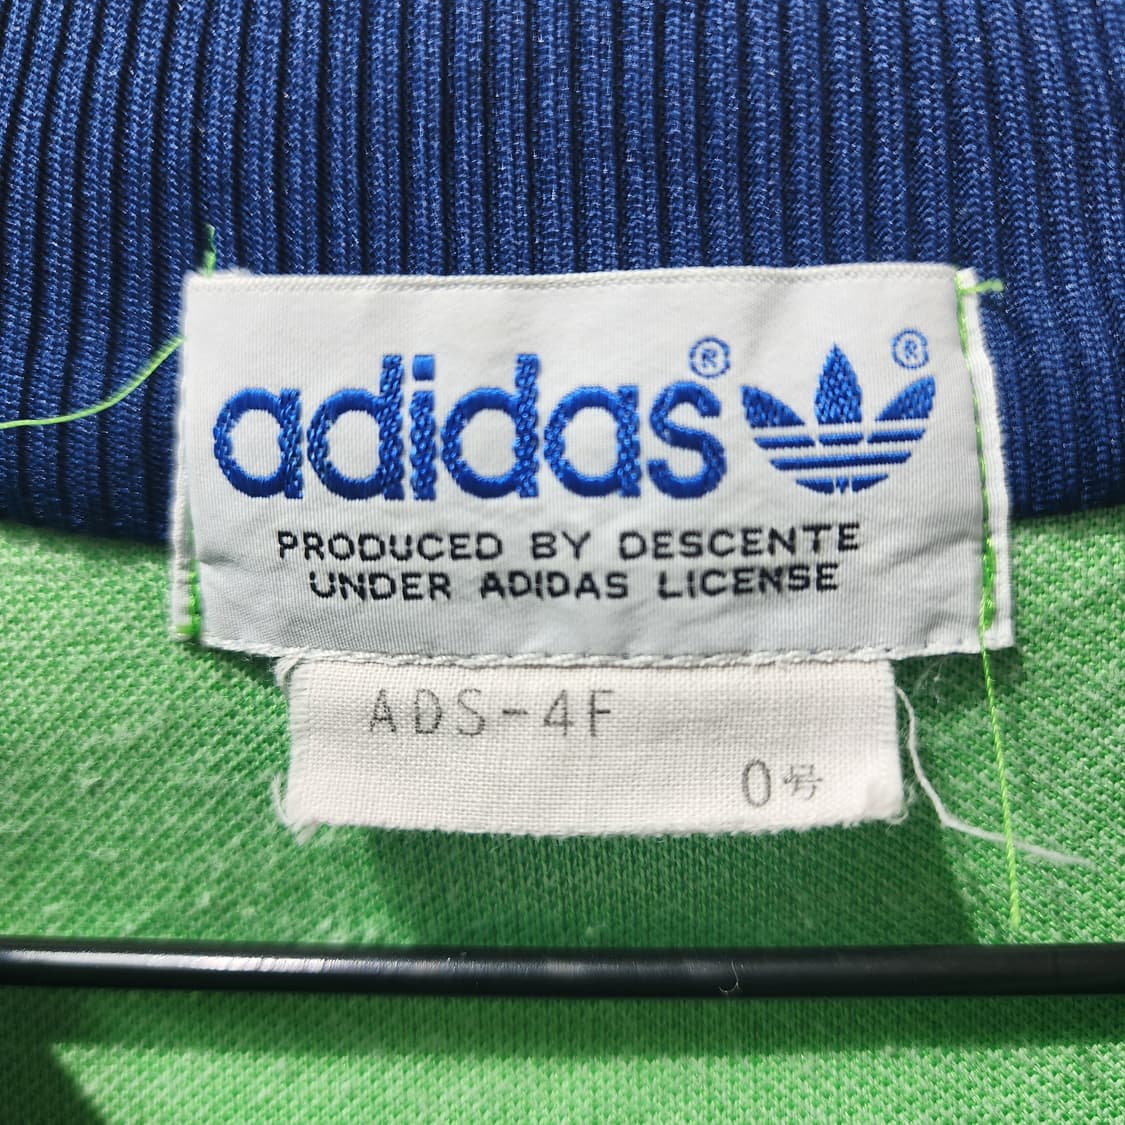 adidas® ®
PRODUCED BY DESCENTE
UNDER ADIDAS LICENSE
ADS-4F
0号